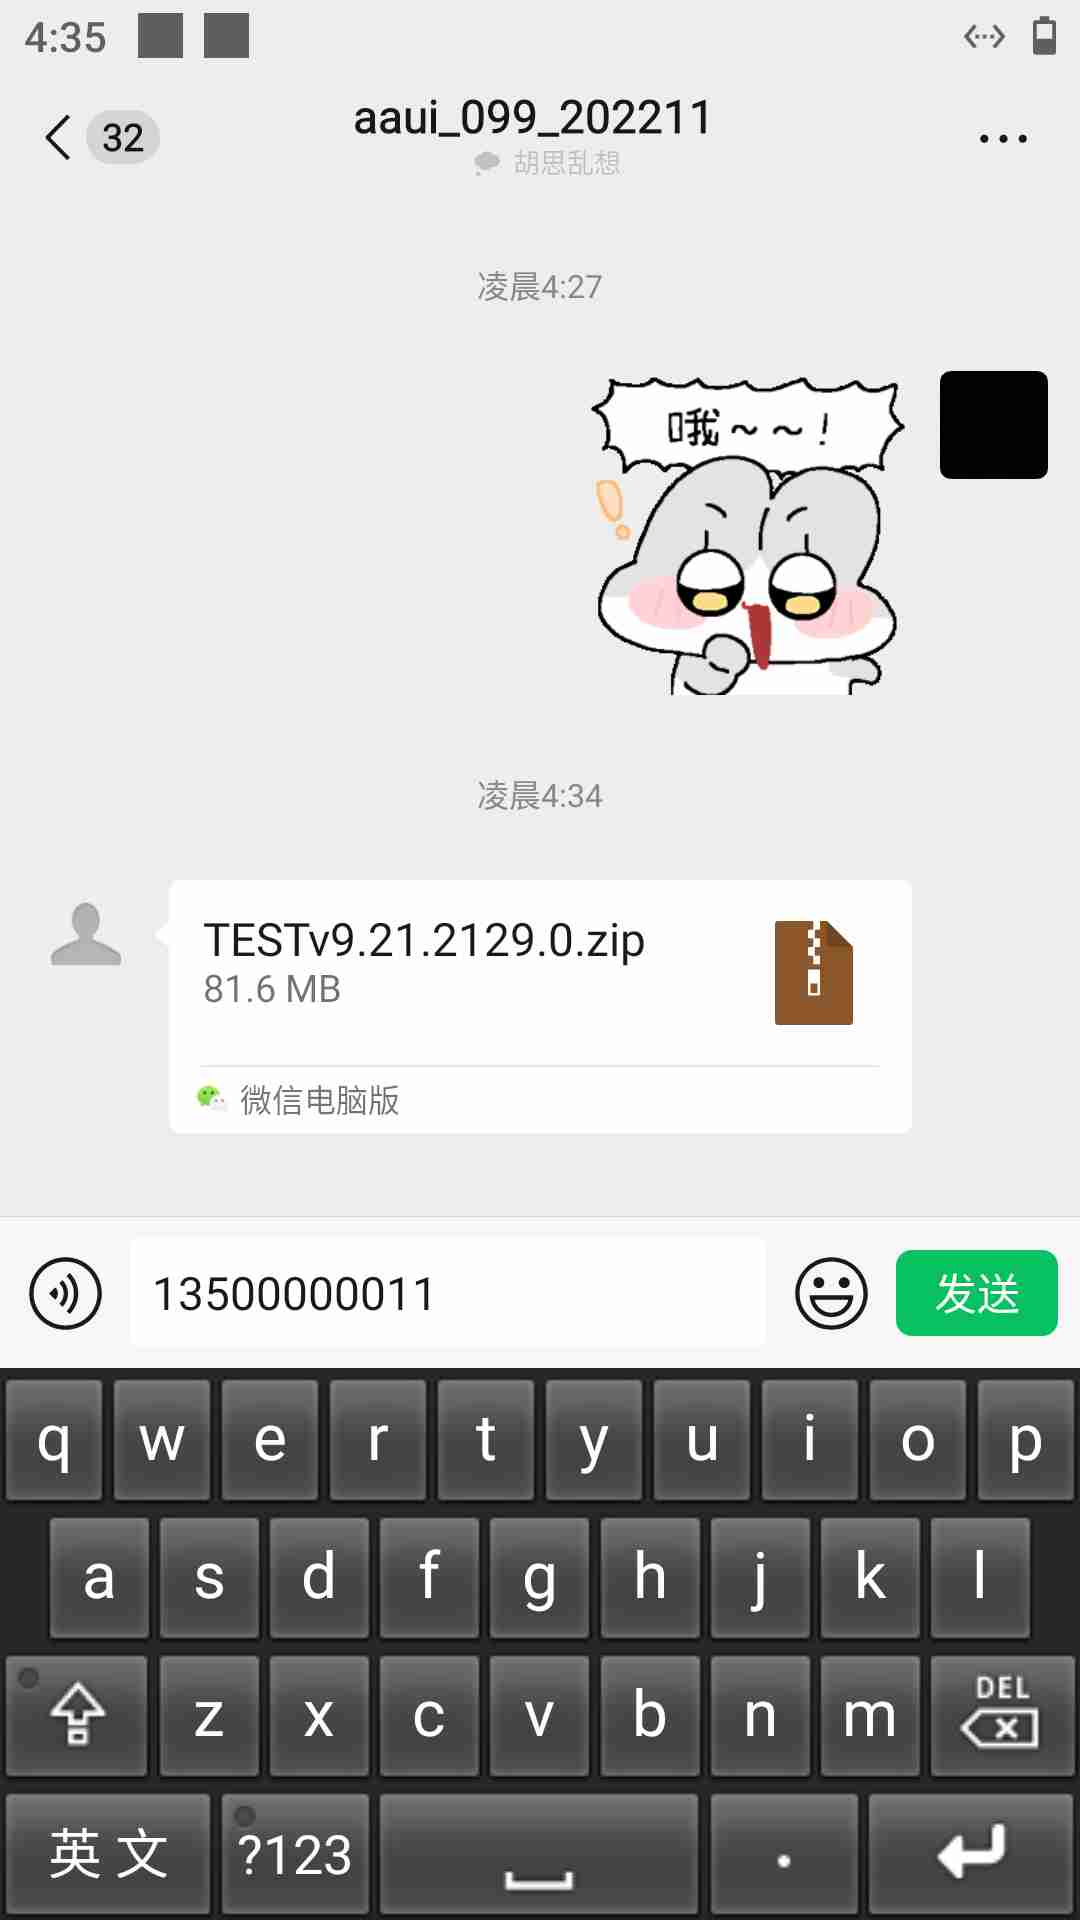 4:35
32
aaui_099_202211
胡思乱想
凌晨4:27
哦~~!
凌晨4:34
TESTv9.21.2129.0.zip
81.6 MB
微信电脑版
13500000011
发送
q w e r t y u i o p
a s d f g h j k l
z x c v b n m DEL
英文 ?123 .